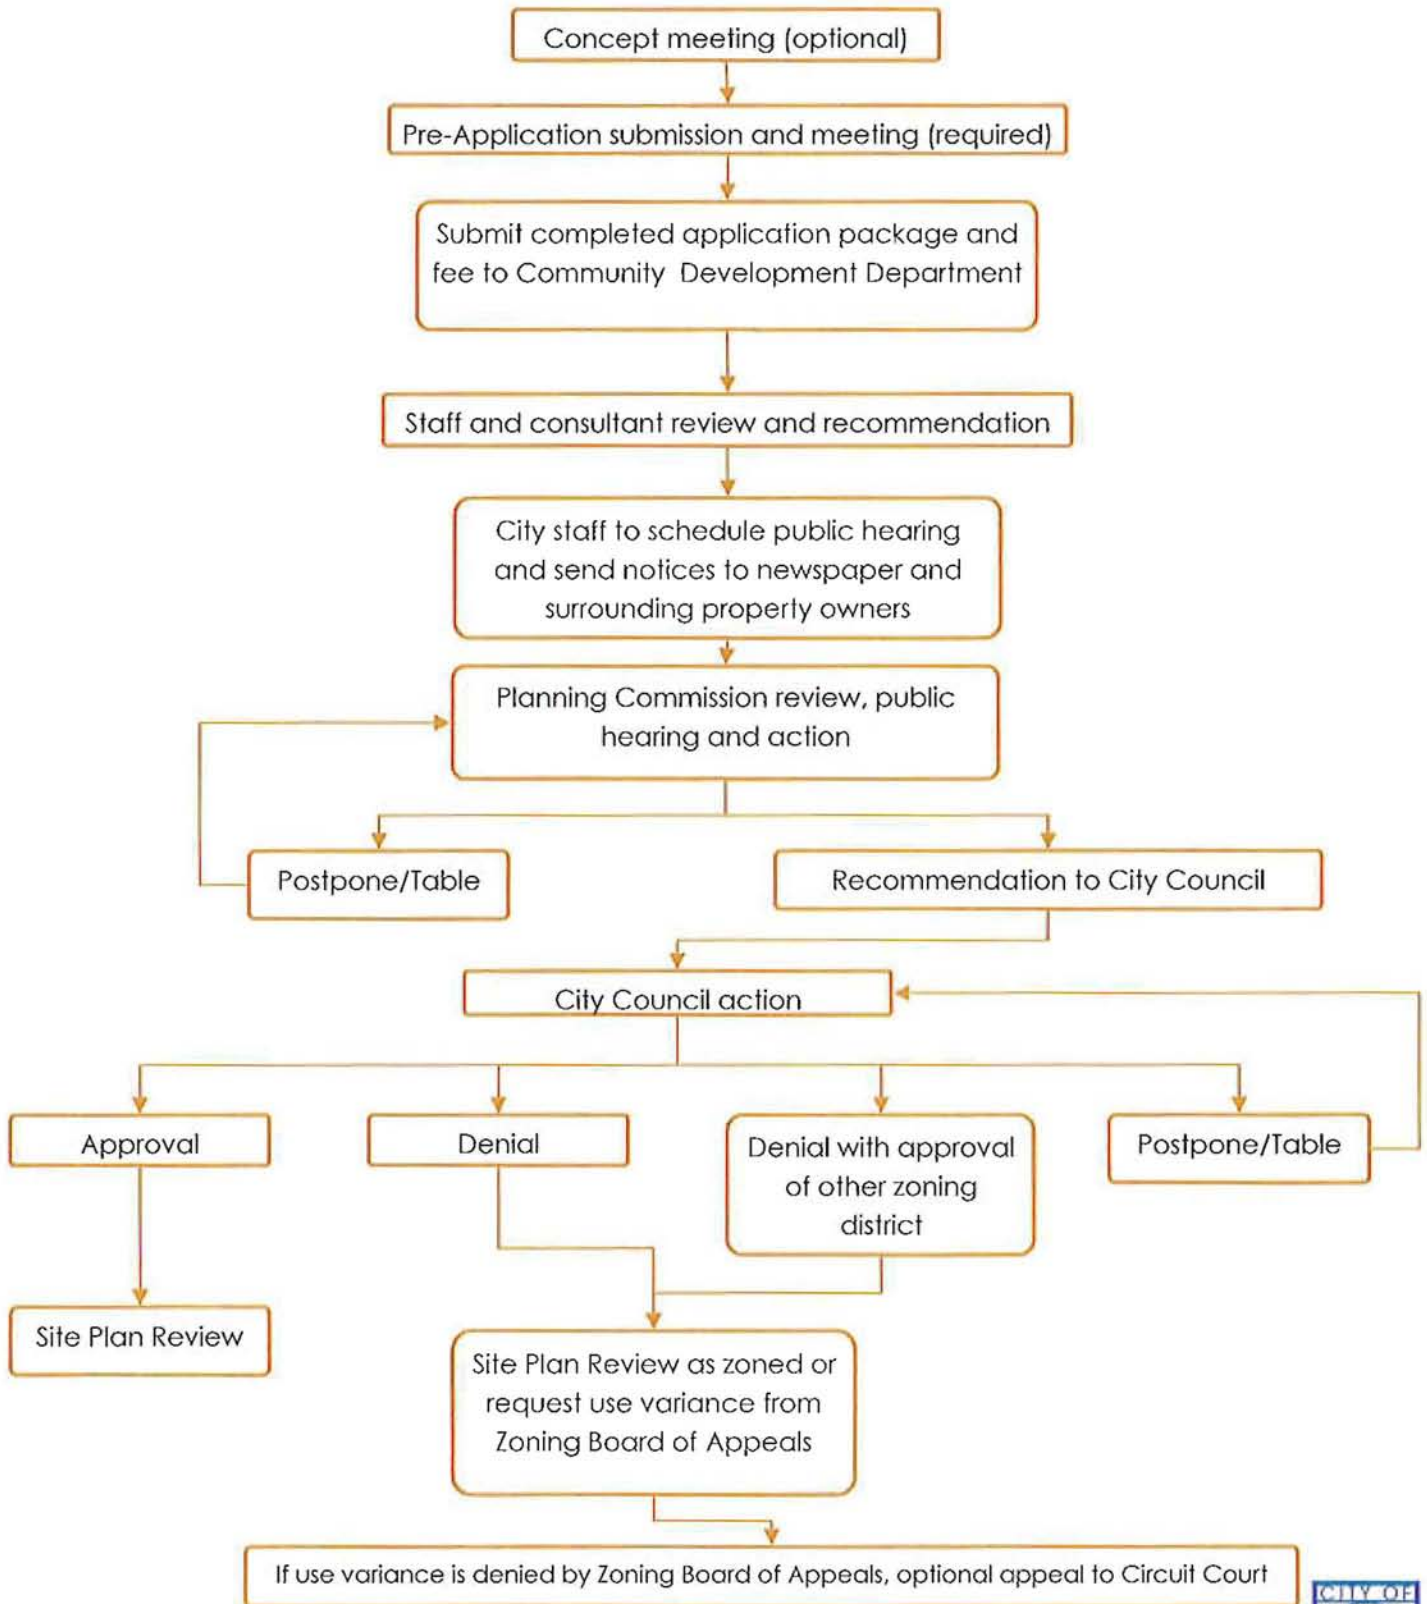 Concept meeting (optional)
Pre-Application submission and meeting (required)
Submit completed application package and
fee to Community Development Department
Staff and consultant review and recommendation
City staff to schedule public hearing
and send notices to newspaper and
surrounding property owners
Planning Commission review, public
hearing and action
Postpone/Table
Recommendation to City Council
City Council action
Approval
Denial
Denial with approval
of other zoning
district
Postpone/Table
Site Plan Review
Site Plan Review as zoned or
request use variance from
Zoning Board of Appeals
If use variance is denied by Zoning Board of Appeals, optional appeal to Circuit Court
CITY OF